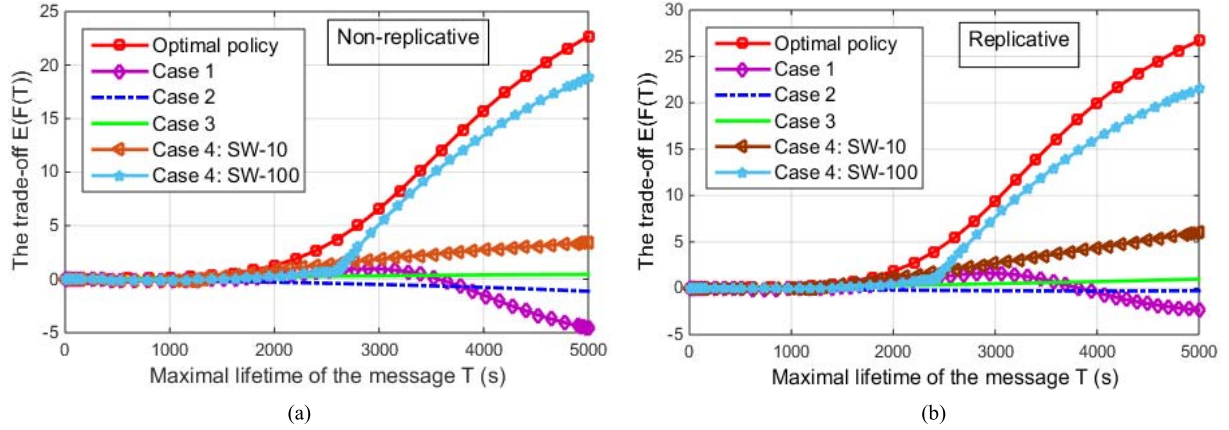 Non-replicative
Optimal policy
Case 1
Case 2
Case 3
Case 4: SW-10
Case 4: SW-100
25
20
15
10
5
0
-5
0 1000 2000 3000 4000 5000
The trade-off E(F(T))
Maximal lifetime of the message T (s)
(a)
Replicative
Optimal policy
Case 1
Case 2
Case 3
Case 4: SW-10
Case 4: SW-100
30
25
20
15
10
5
0
-5
0 1000 2000 3000 4000 5000
The trade-off E(F(T))
Maximal lifetime of the message T (s)
(b)